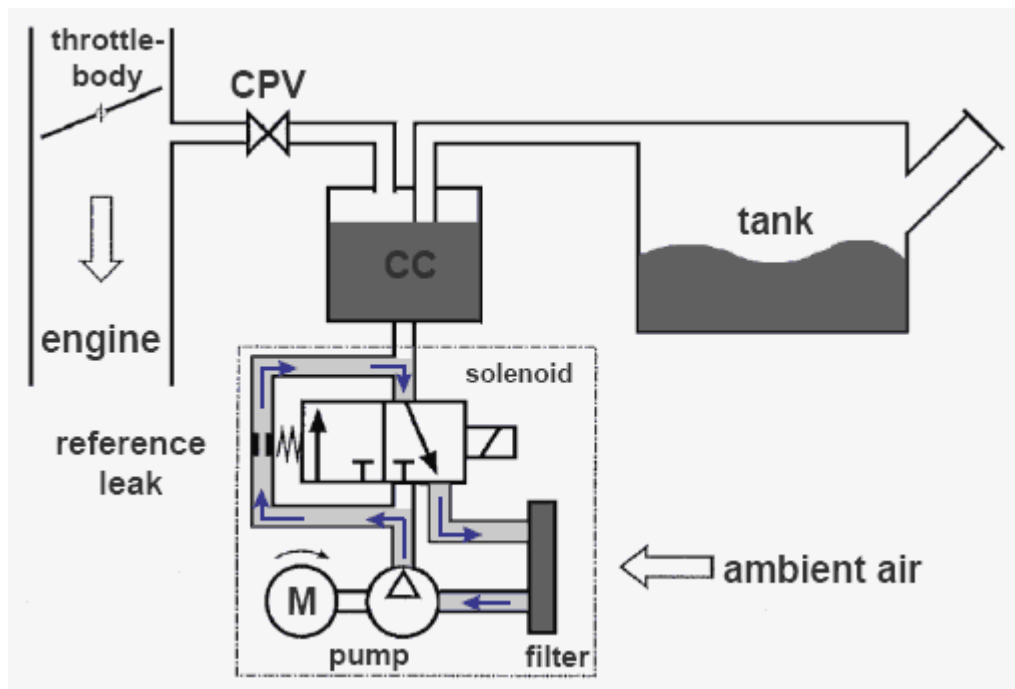 throttle-
body
CPV
tank
CC
engine
solenoid
reference
leak
ambient air
M
pump
filter